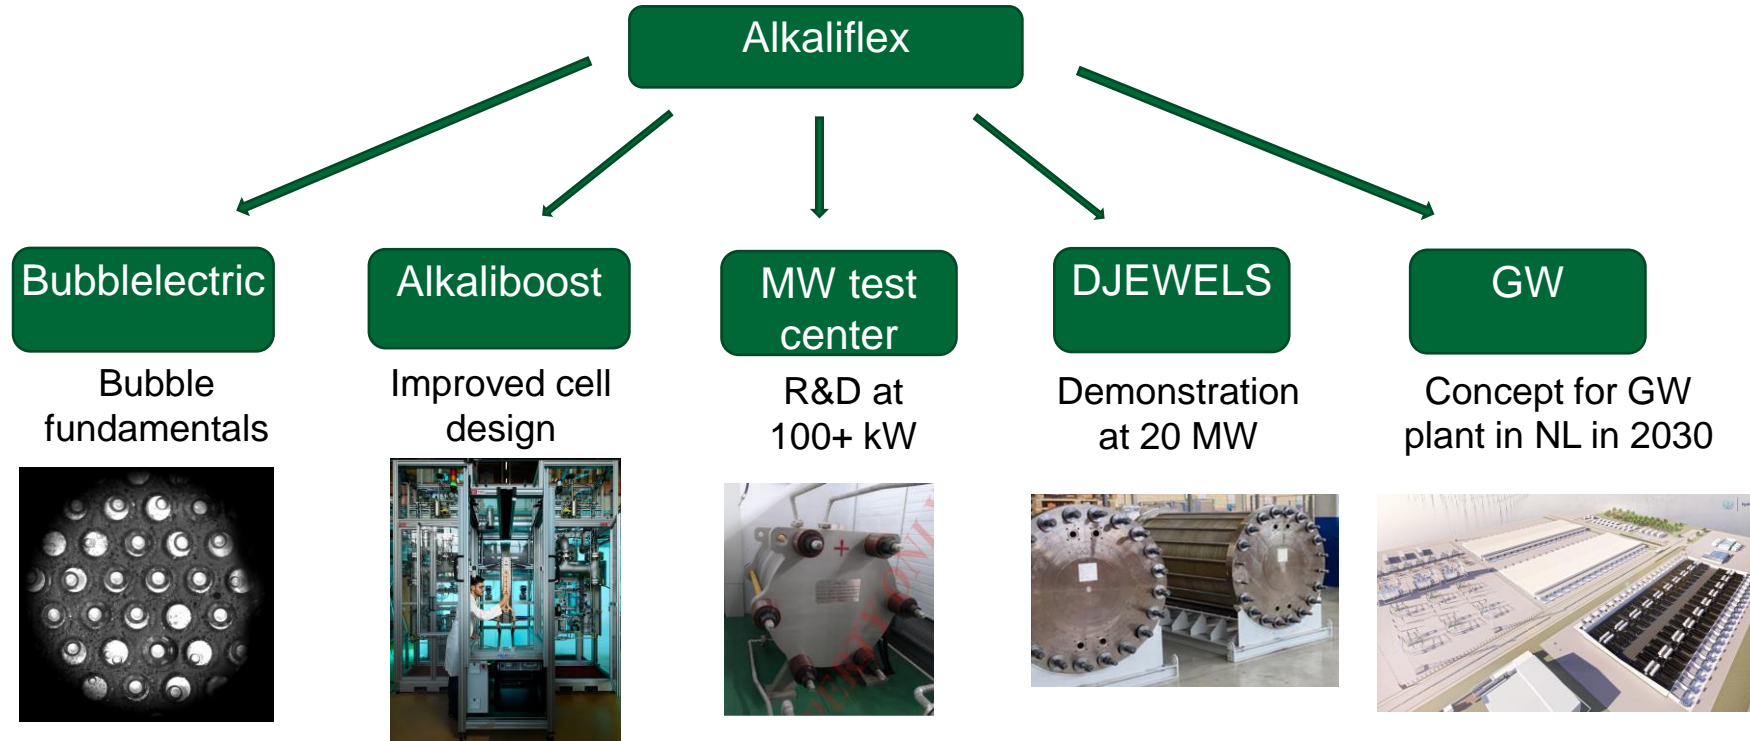 Alkaliflex
Bubblelectric
Alkaliboost
MW test
center
DJEWELS
GW
Bubble
fundamentals
Improved cell
design
R&D at
100+ kW
Demonstration
at 20 MW
Concept for GW
plant in NL in 2030
+